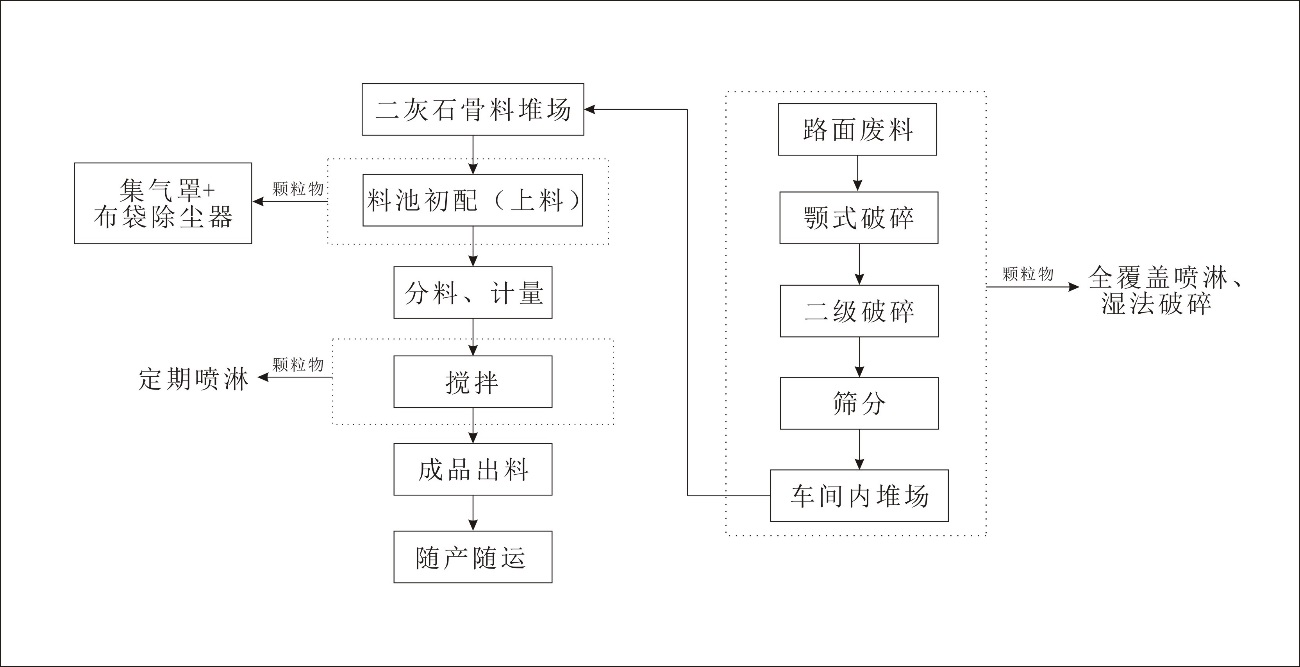 二灰石骨料堆场
集气罩+
布袋除尘器
颗粒物
料池初配（上料）
分料、计量
定期喷淋
颗粒物
搅拌
成品出料
随产随运
路面废料
颚式破碎
二级破碎
筛分
车间内堆场
颗粒物
全覆盖喷淋、
湿法破碎